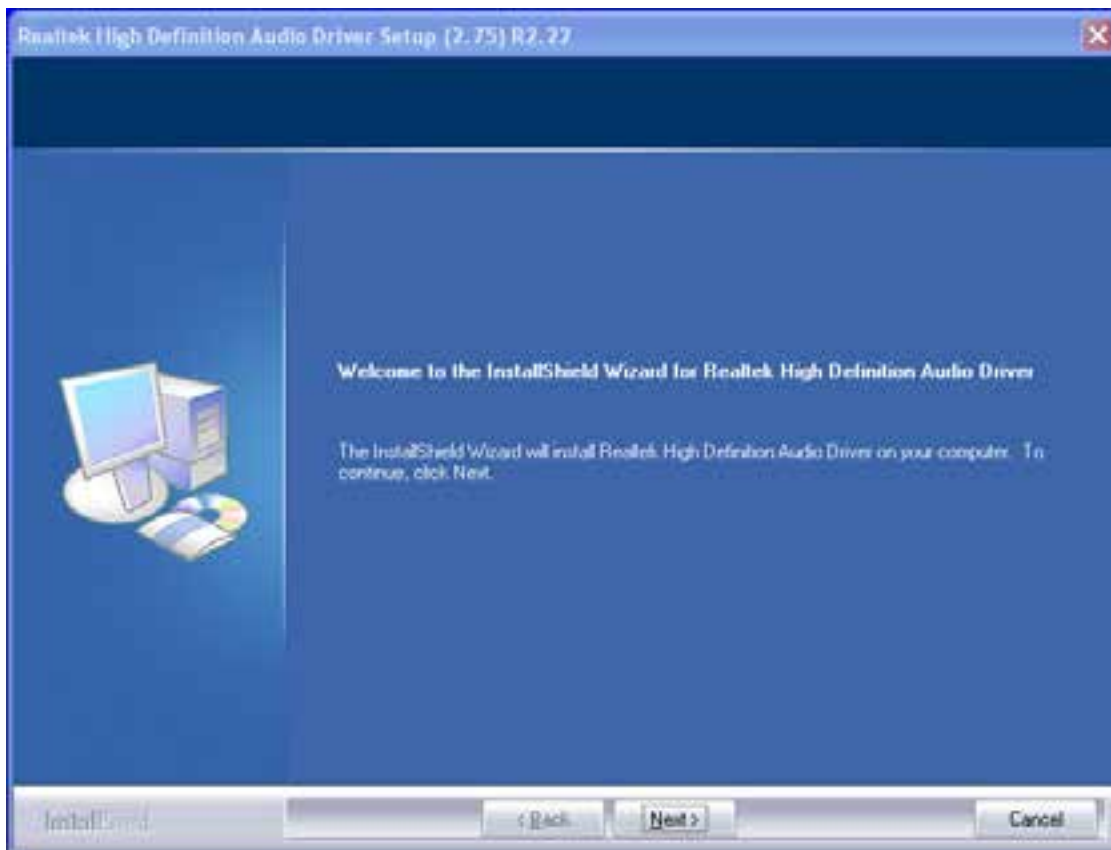 Realtek High Definition Audio Driver Setup (2.75) R2.22
Welcome to the InstallShield Wizard for Realtek High Definition Audio Driver
The InstallShield Wizard will install Realtek High Definition Audio Driver on your computer. To
continue, click Next.
InstallShield
< Back
Next >
Cancel